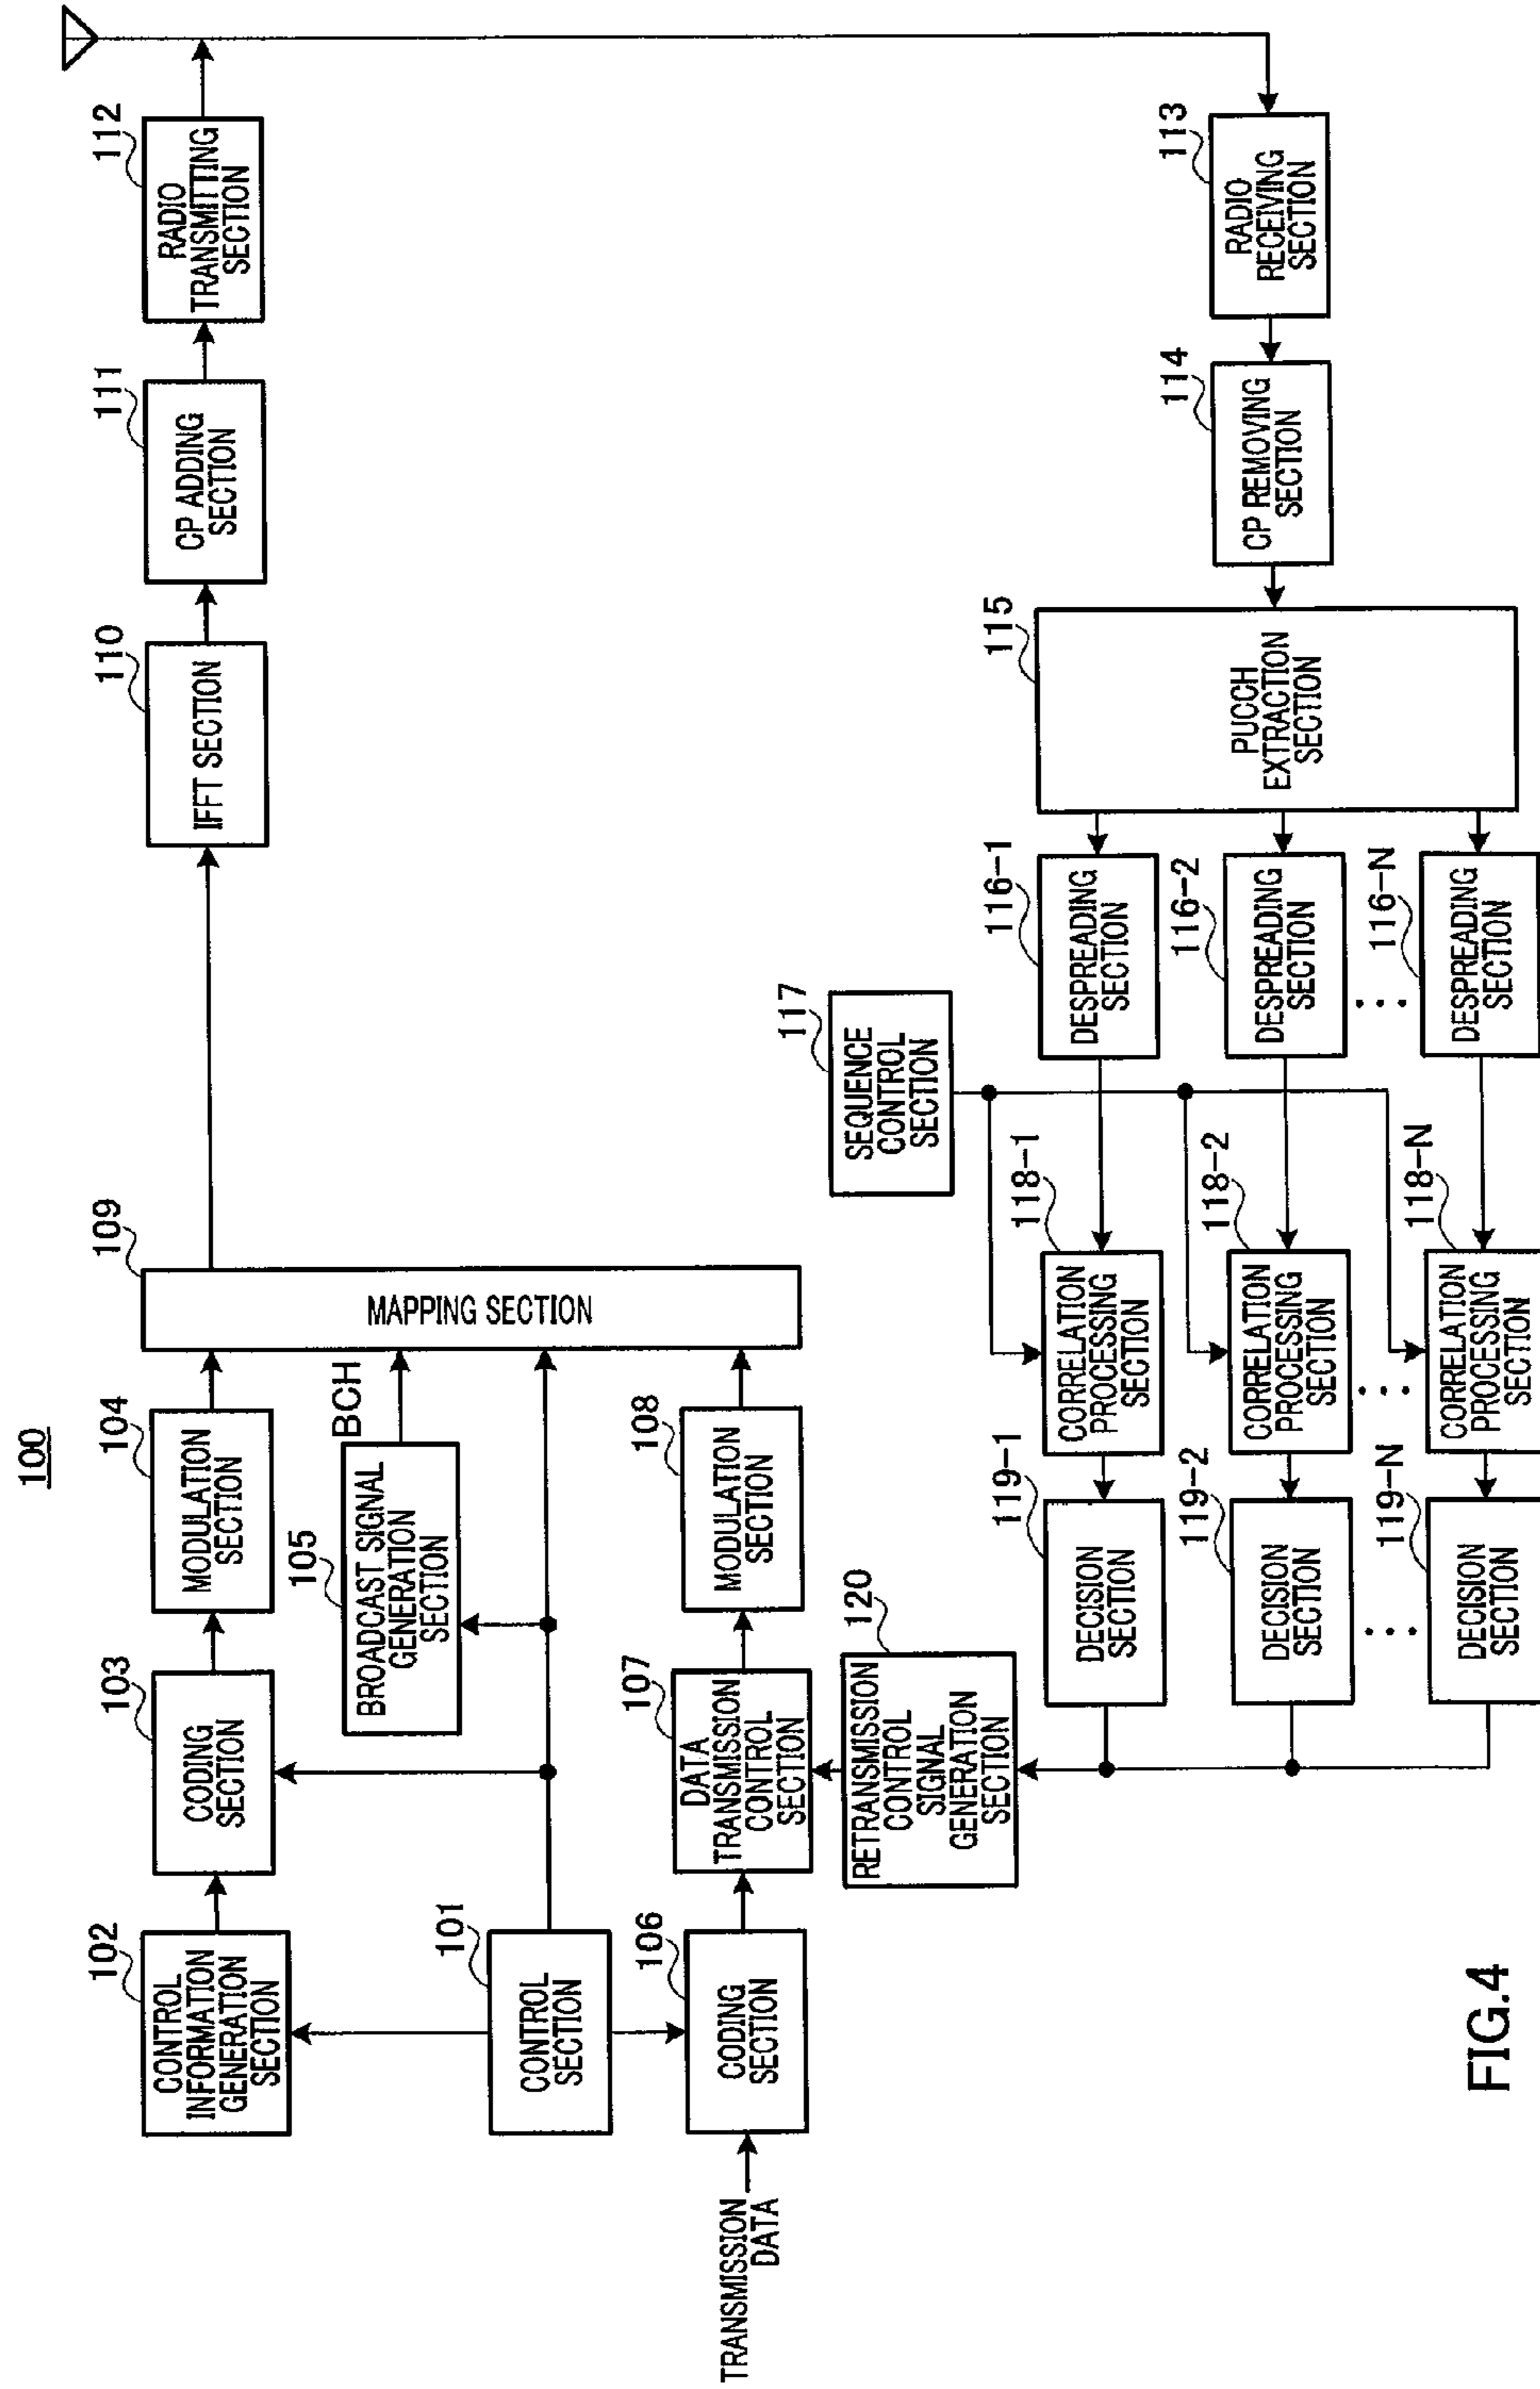 100
102
CONTROL
INFORMATION
GENERATION
SECTION
103
CODING
SECTION
104
MODULATION
SECTION
109
MAPPING SECTION
110
IFFT SECTION
111
CP ADDING
SECTION
112
RADIO
TRANSMITTING
SECTION
105
BROADCAST SIGNAL
GENERATION
SECTION
BCH
101
CONTROL
SECTION
TRANSMISSION
DATA
106
CODING
SECTION
107
DATA
TRANSMISSION
CONTROL
SECTION
108
MODULATION
SECTION
120
RETRANSMISSION
CONTROL
SIGNAL
GENERATION
SECTION
117
SEQUENCE
CONTROL
SECTION
119-1
DECISION
SECTION
118-1
CORRELATION
PROCESSING
SECTION
116-1
DESPREADING
SECTION
115
PUCCH
EXTRACTION
SECTION
114
CP REMOVING
SECTION
113
RADIO
RECEIVING
SECTION
119-2
DECISION
SECTION
118-2
CORRELATION
PROCESSING
SECTION
116-2
DESPREADING
SECTION
...
...
...
119-N
DECISION
SECTION
118-N
CORRELATION
PROCESSING
SECTION
116-N
DESPREADING
SECTION
FIG.4